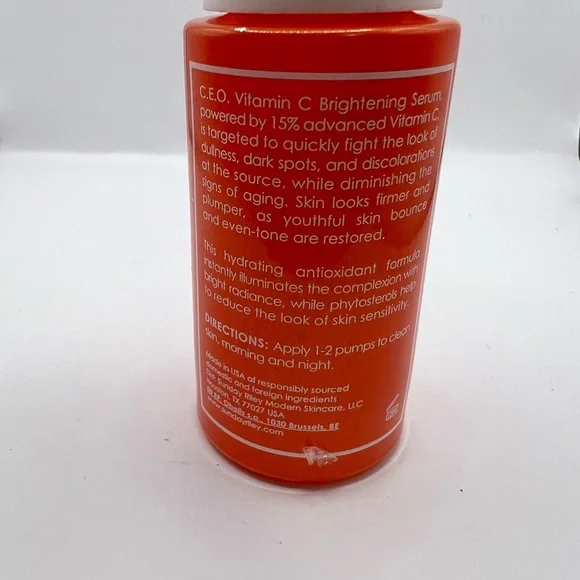 C.E.O. Vitamin C Brightening Serum,
powered by 15% advanced Vitamin C,
is targeted to quickly fight the look of
dullness, dark spots, and discolorations
at the source, while diminishing the
signs of aging. Skin looks firmer and
plumper, as youthful skin bounce
and even-tone are restored.
This hydrating antioxidant formula
instantly illuminates the complexion with
bright radiance, while phytosterols help
to reduce the look of skin sensitivity.
DIRECTIONS: Apply 1-2 pumps to clean
skin, morning and night.
Made in USA of responsibly sourced
domestic and foreign ingredients
Dist. Sunday Riley Modern Skincare, LLC
Houston, TX 77027 USA
1030 Brussels, BE
www.sundayriley.com